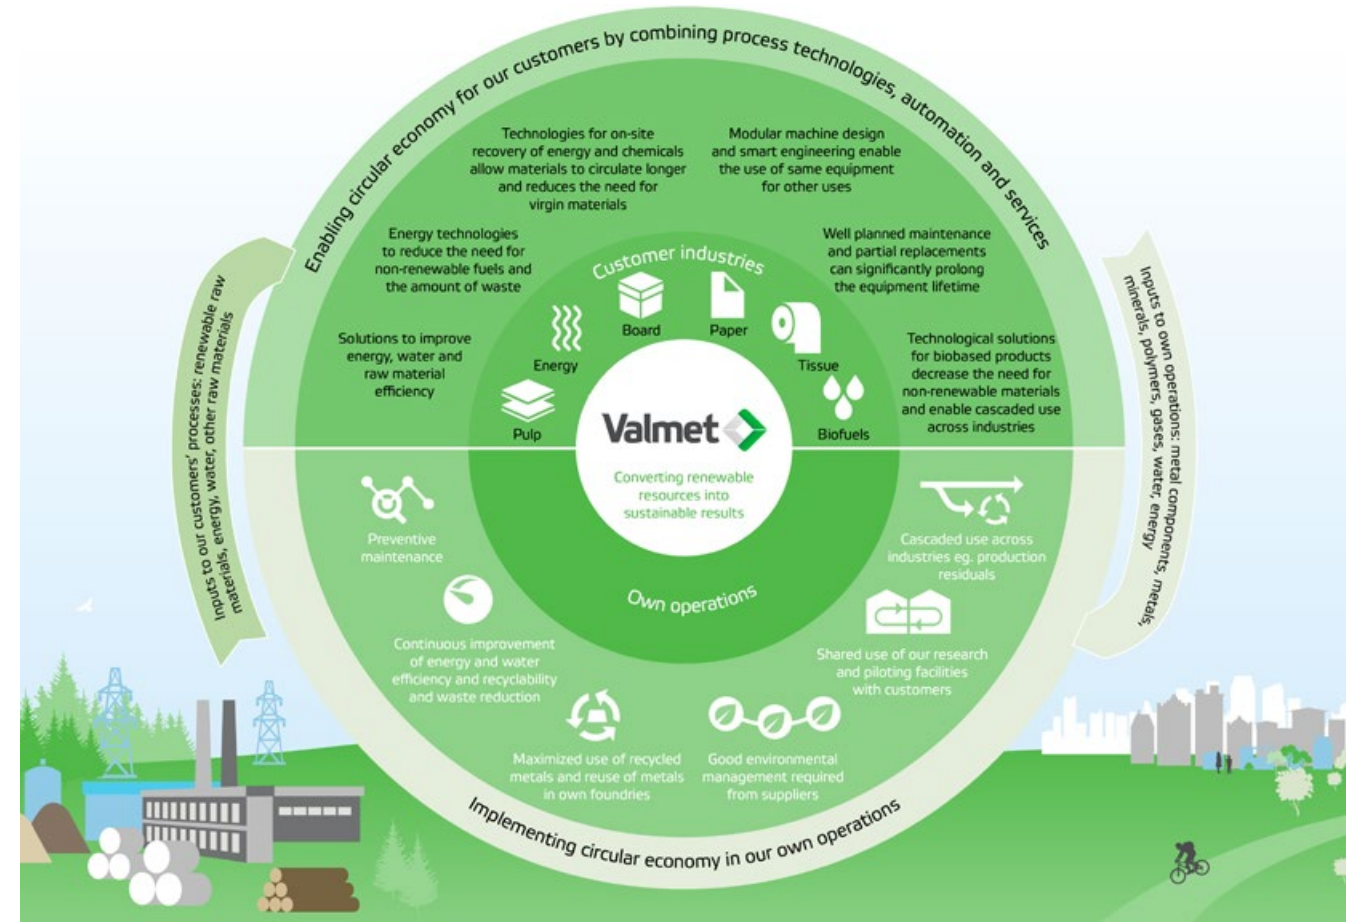 Enabling circular economy for our customers by combining process technologies, automation and services
Technologies for on-site
recovery of energy and chemicals
allow materials to circulate longer
and reduces the need for
virgin materials
Modular machine design
and smart engineering enable
the use of same equipment
for other uses
Energy technologies
to reduce the need for
non-renewable fuels and
the amount of waste
Well planned maintenance
and partial replacements
can significantly prolong
the equipment lifetime
Solutions to improve
energy, water and
raw material
efficiency
Technological solutions
for biobased products
decrease the need for
non-renewable materials
and enable cascaded use
across industries
Customer industries
Pulp
Energy
Board
Paper
Tissue
Biofuels
Valmet
Converting renewable
resources into
sustainable results
Inputs to our customers' processes: renewable raw
materials, energy, water, other raw materials
Inputs to own operations: metal components, metals,
minerals, polymers, gases, water, energy
Own operations
Preventive
maintenance
Continuous improvement
of energy and water
efficiency and recyclability
and waste reduction
Maximized use of recycled
metals and reuse of metals
in own foundries
Good environmental
management required
from suppliers
Shared use of our research
and piloting facilities
with customers
Cascaded use across
industries eg. production
residuals
Implementing circular economy in our own operations